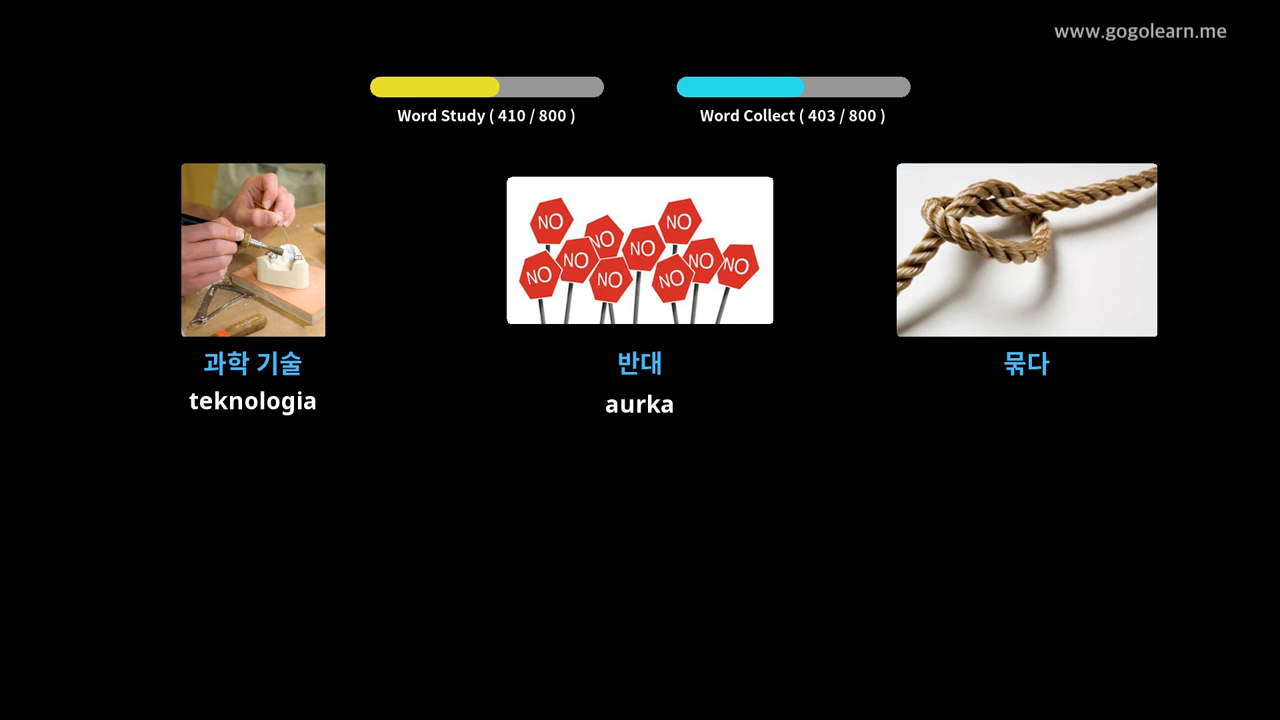 www.gogolearn.me
Word Study ( 410 / 800 )
Word Collect ( 403 / 800 )
NO
NO
NO
NO
NO
NO
NO
NO
NO
NO
과학 기술
반대
묶다
teknologia
aurka